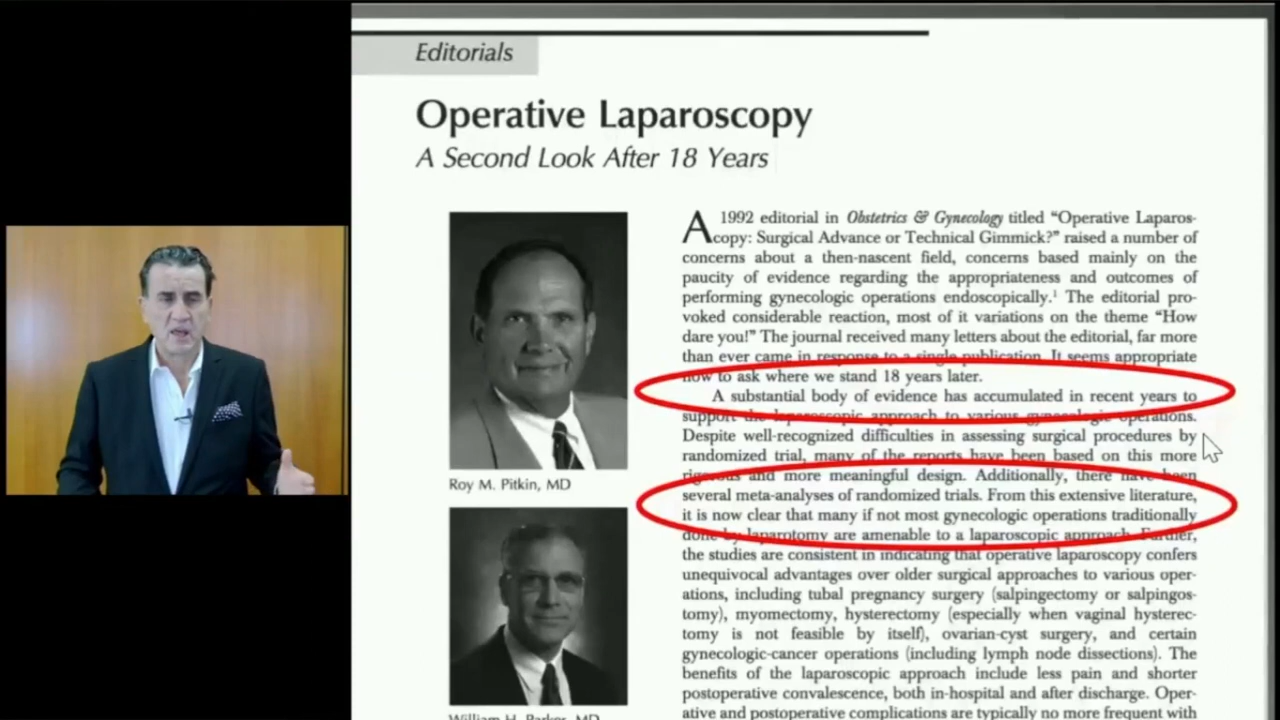 Editorials
Operative Laparoscopy
A Second Look After 18 Years
Roy M. Pitkin, MD
William H. Parker, MD
A 1992 editorial in Obstetrics & Gynecology titled “Operative Laparos-
copy: Surgical Advance or Technical Gimmick?” raised a number of
concerns about a then-nascent field, concerns based mainly on the
paucity of evidence regarding the appropriateness and outcomes of
performing gynecologic operations endoscopically.1 The editorial pro-
voked considerable reaction, most of it variations on the theme “How
dare you!” The journal received many letters about the editorial, far more
than ever came in response to a single publication. It seems appropriate
now to ask where we stand 18 years later.
A substantial body of evidence has accumulated in recent years to
support the laparoscopic approach to various gynecologic operations.
Despite well-recognized difficulties in assessing surgical procedures by
randomized trial, many of the reports have been based on this more
rigorous and more meaningful design. Additionally, there have been
several meta-analyses of randomized trials. From this extensive literature,
it is now clear that many if not most gynecologic operations traditionally
done by laparotomy are amenable to a laparoscopic approach. Further,
the studies are consistent in indicating that operative laparoscopy confers
unequivocal advantages over older surgical approaches to various oper-
ations, including tubal pregnancy surgery (salpingectomy or salpingos-
tomy), myomectomy, hysterectomy (especially when vaginal hysterec-
tomy is not feasible by itself), ovarian-cyst surgery, and certain
gynecologic-cancer operations (including lymph node dissections). The
benefits of the laparoscopic approach include less pain and shorter
postoperative convalescence, both in-hospital and after discharge. Oper-
ative and postoperative complications are typically no more frequent with